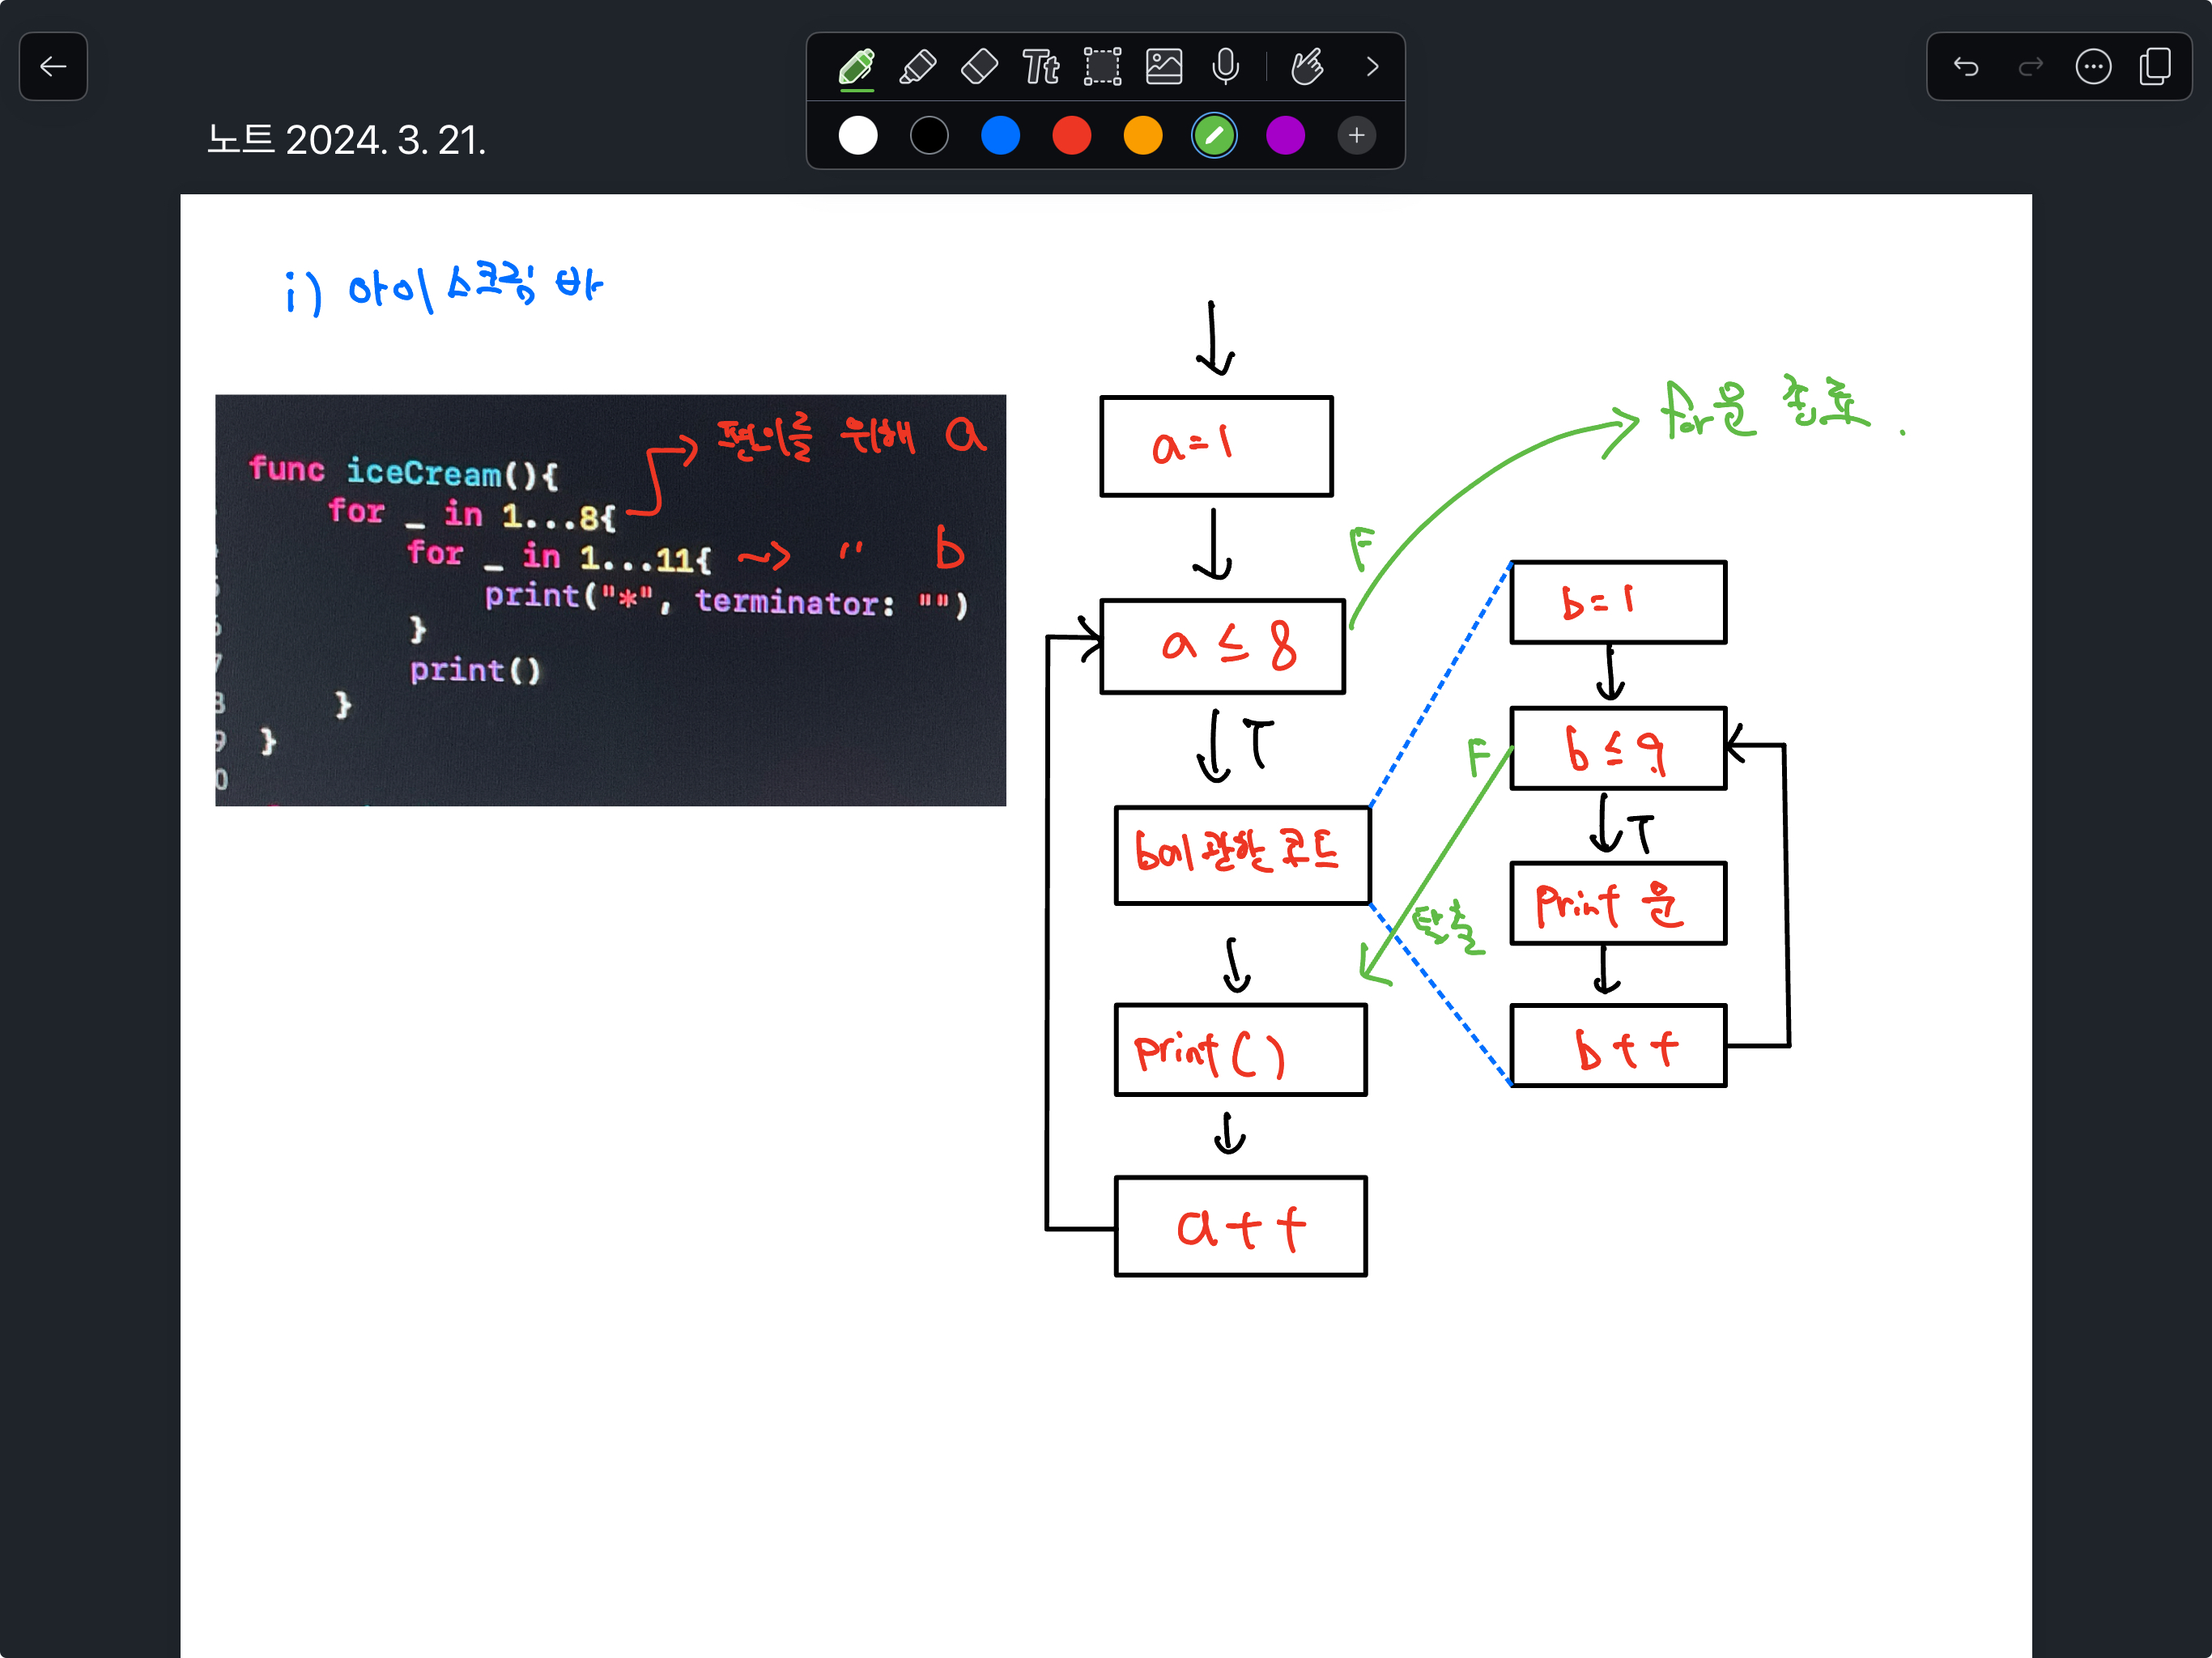 노트 2024. 3. 21.
Tt
i) 아이스크림 바
func iceCream(){
for _ in 1...8{
for _ in 1...11{
print("*", terminator: "")
}
print()
}
}
편의를 위해 a
〃 b
a=1
a ≤ 8
F
for문 종료.
T
b에 관한 코드
print()
a++
b=1
b ≤ 9
F
탈출
T
Print 문
b++